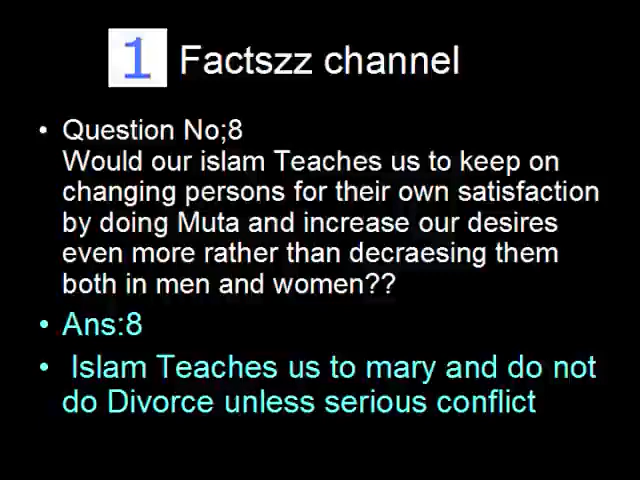 1 Factszz channel
• Question No;8
Would our islam Teaches us to keep on
changing persons for their own satisfaction
by doing Muta and increase our desires
even more rather than decraesing them
both in men and women??
• Ans:8
• Islam Teaches us to mary and do not
do Divorce unless serious conflict